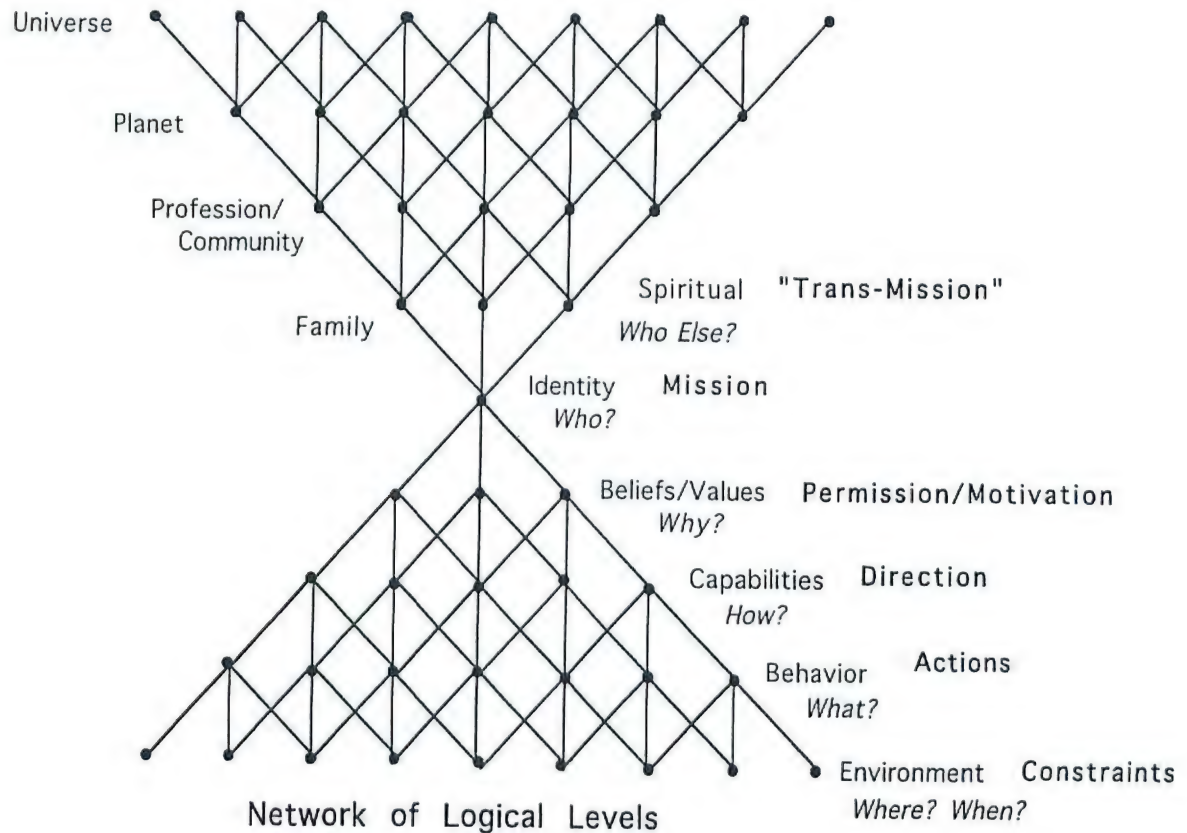 Universe
Planet
Profession/
Community
Family
Spiritual "Trans-Mission"
Who Else?
Identity Mission
Who?
Beliefs/Values Permission/Motivation
Why?
Capabilities Direction
How?
Behavior Actions
What?
Environment Constraints
Where? When?
Network of Logical Levels